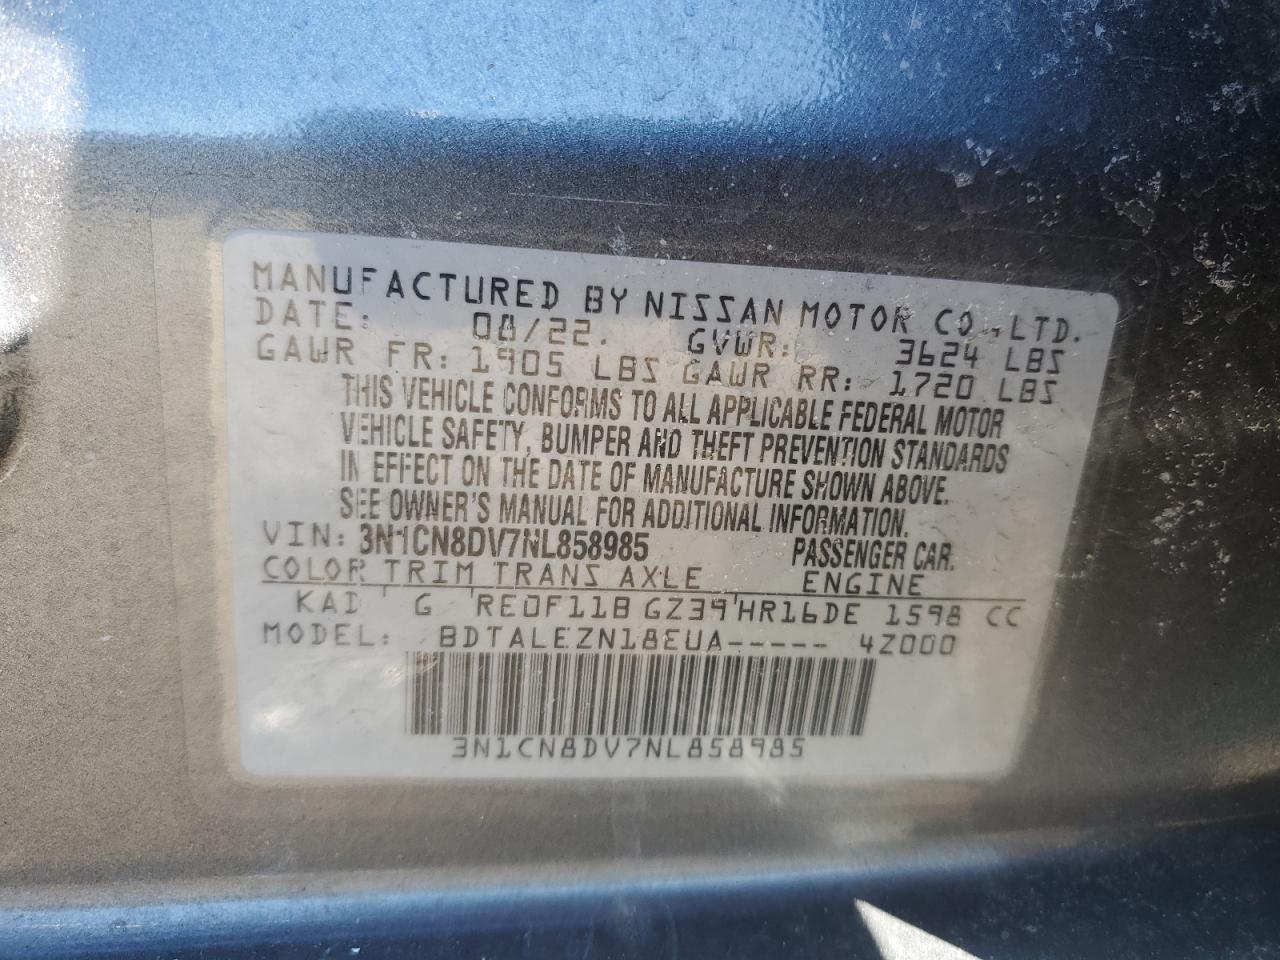 MANUFACTURED BY NISSAN MOTOR CO.,LTD.
DATE: 08/22. GVWR: 3624 LBS
GAWR FR: 1905 LBS GAWR RR: 1720 LBS
THIS VEHICLE CONFORMS TO ALL APPLICABLE FEDERAL MOTOR
VEHICLE SAFETY, BUMPER AND THEFT PREVENTION STANDARDS
IN EFFECT ON THE DATE OF MANUFACTURE SHOWN ABOVE.
SEE OWNER'S MANUAL FOR ADDITIONAL INFORMATION.
VIN: 3N1CN8DV7NL858985 PASSENGER CAR.
COLOR TRIM TRANS AXLE ENGINE
KAD G RE0F11B GZ39 HR16DE 1598 CC
MODEL: BDTALEZN18EUA----- 4Z000
3N1CN8DV7NL858985